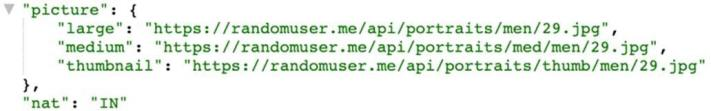 "picture": {
"large": "https://randomuser.me/api/portraits/men/29.jpg",
"medium": "https://randomuser.me/api/portraits/med/men/29.jpg",
"thumbnail": "https://randomuser.me/api/portraits/thumb/men/29.jpg"
},
"nat": "IN"